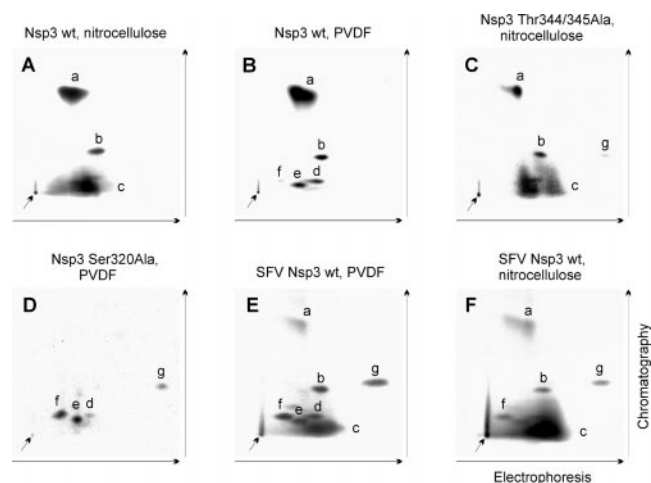 Nsp3 wt, nitrocellulose
Nsp3 wt, PVDF
Nsp3 Thr344/345Ala,
nitrocellulose
A
a
b
c
B
a
b
f
e
d
C
a
b
g
c
Nsp3 Ser320Ala,
PVDF
SFV Nsp3 wt, PVDF
SFV Nsp3 wt,
nitrocellulose
D
g
f
e
d
E
a
b
g
f
e
d
c
F
a
b
g
f
c
Chromatography
Electrophoresis